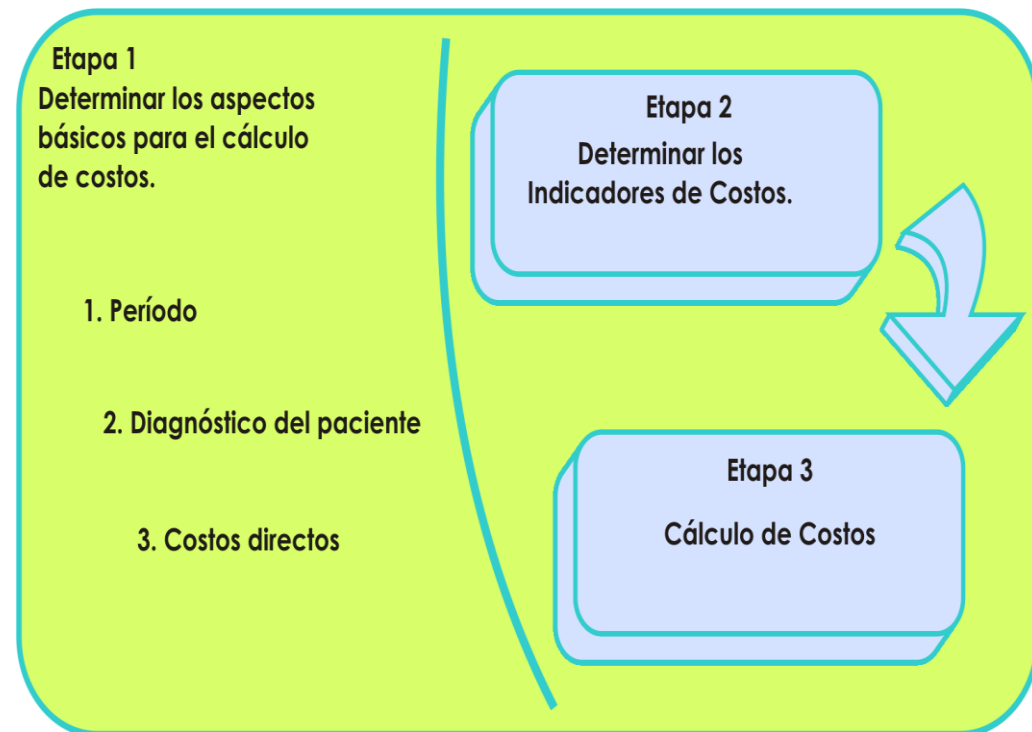 Etapa 1
Determinar los aspectos
básicos para el cálculo
de costos.
1. Período
2. Diagnóstico del paciente
3. Costos directos
Etapa 2
Determinar los
Indicadores de Costos.
Etapa 3
Cálculo de Costos